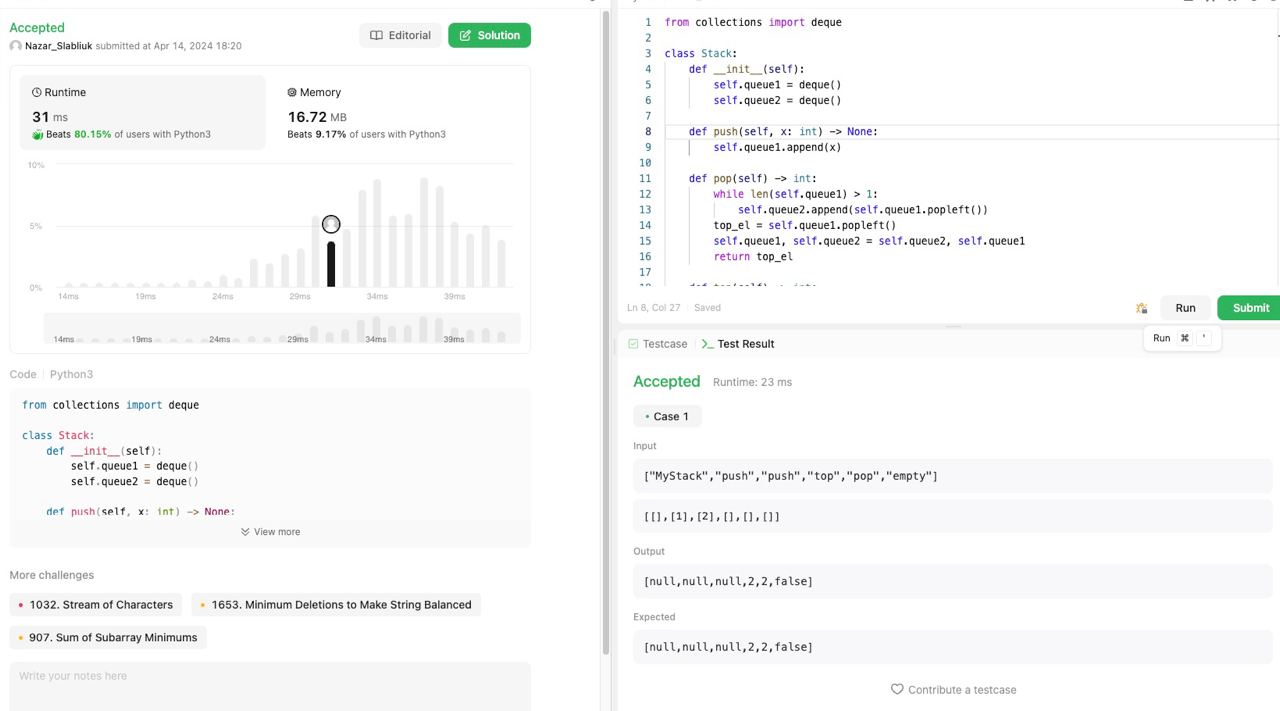 Accepted
Nazar_Slabliuk submitted at Apr 14, 2024 18:20
Editorial
Solution
Runtime
31 ms
Beats 80.15% of users with Python3
Memory
16.72 MB
Beats 9.17% of users with Python3
10%
5%
0%
14ms 19ms 24ms 29ms 34ms 39ms
14ms 19ms 24ms 29ms 34ms 39ms
Code | Python3
from collections import deque
class Stack:
def __init__(self):
self.queue1 = deque()
self.queue2 = deque()
def push(self, x: int) -> None:
View more
More challenges
1032. Stream of Characters
1653. Minimum Deletions to Make String Balanced
907. Sum of Subarray Minimums
Write your notes here
1 from collections import deque
2
3 class Stack:
4 def __init__(self):
5 self.queue1 = deque()
6 self.queue2 = deque()
7
8 def push(self, x: int) -> None:
9 self.queue1.append(x)
10
11 def pop(self) -> int:
12 while len(self.queue1) > 1:
13 self.queue2.append(self.queue1.popleft())
14 top_el = self.queue1.popleft()
15 self.queue1, self.queue2 = self.queue2, self.queue1
16 return top_el
17
Ln 8, Col 27 | Saved
Run
Submit
Run ⌘ '
Testcase | >_ Test Result
Accepted Runtime: 23 ms
• Case 1
Input
["MyStack","push","push","top","pop","empty"]
[[],[1],[2],[],[],[]]
Output
[null,null,null,2,2,false]
Expected
[null,null,null,2,2,false]
Contribute a testcase